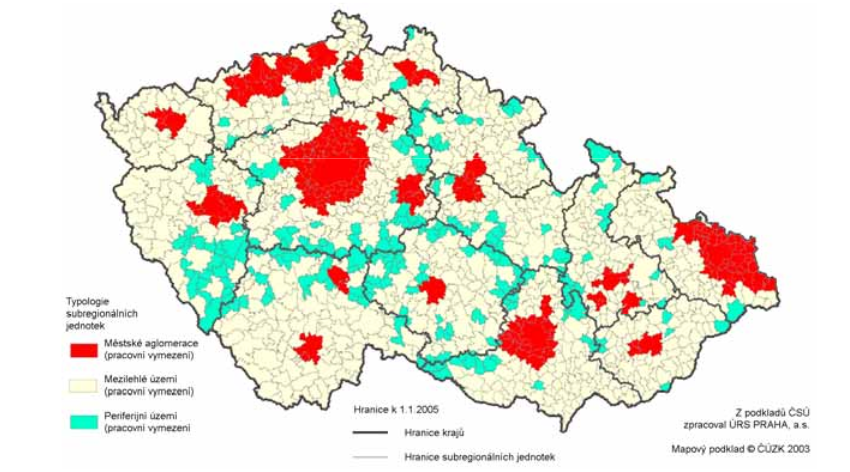 Typologie
subregionálních
jednotek
Městské aglomerace
(pracovní vymezení)
Mezilehlé území
(pracovní vymezení)
Periferijní území
(pracovní vymezení
Hranice k 1.1.2005
Hranice krajů
Hranice subregionálních jednotek
Z podkladů ČSÚ
zpracoval ÚRS PRAHA, a.s.
Mapový podklad © ČÚZK 2003